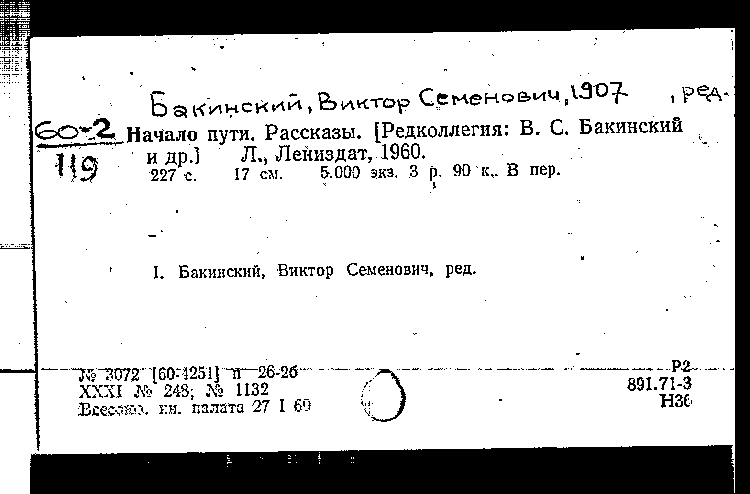 Бакинский, Виктор Семенович, 1907 , ред.
60-2
119
Начало пути. Рассказы. [Редколлегия: В. С. Бакинский
и др.] Л., Лениздат, 1960.
227 с. 17 см. 5.000 экз. 3 р. 90 к. В пер.
I. Бакинский, Виктор Семенович, ред.
№ 3072 [60-4251] п 26-26
XXXI № 248; № 1132
Всесоюз. кн. палата 27 I 60
Р2
891.71-3
Н36